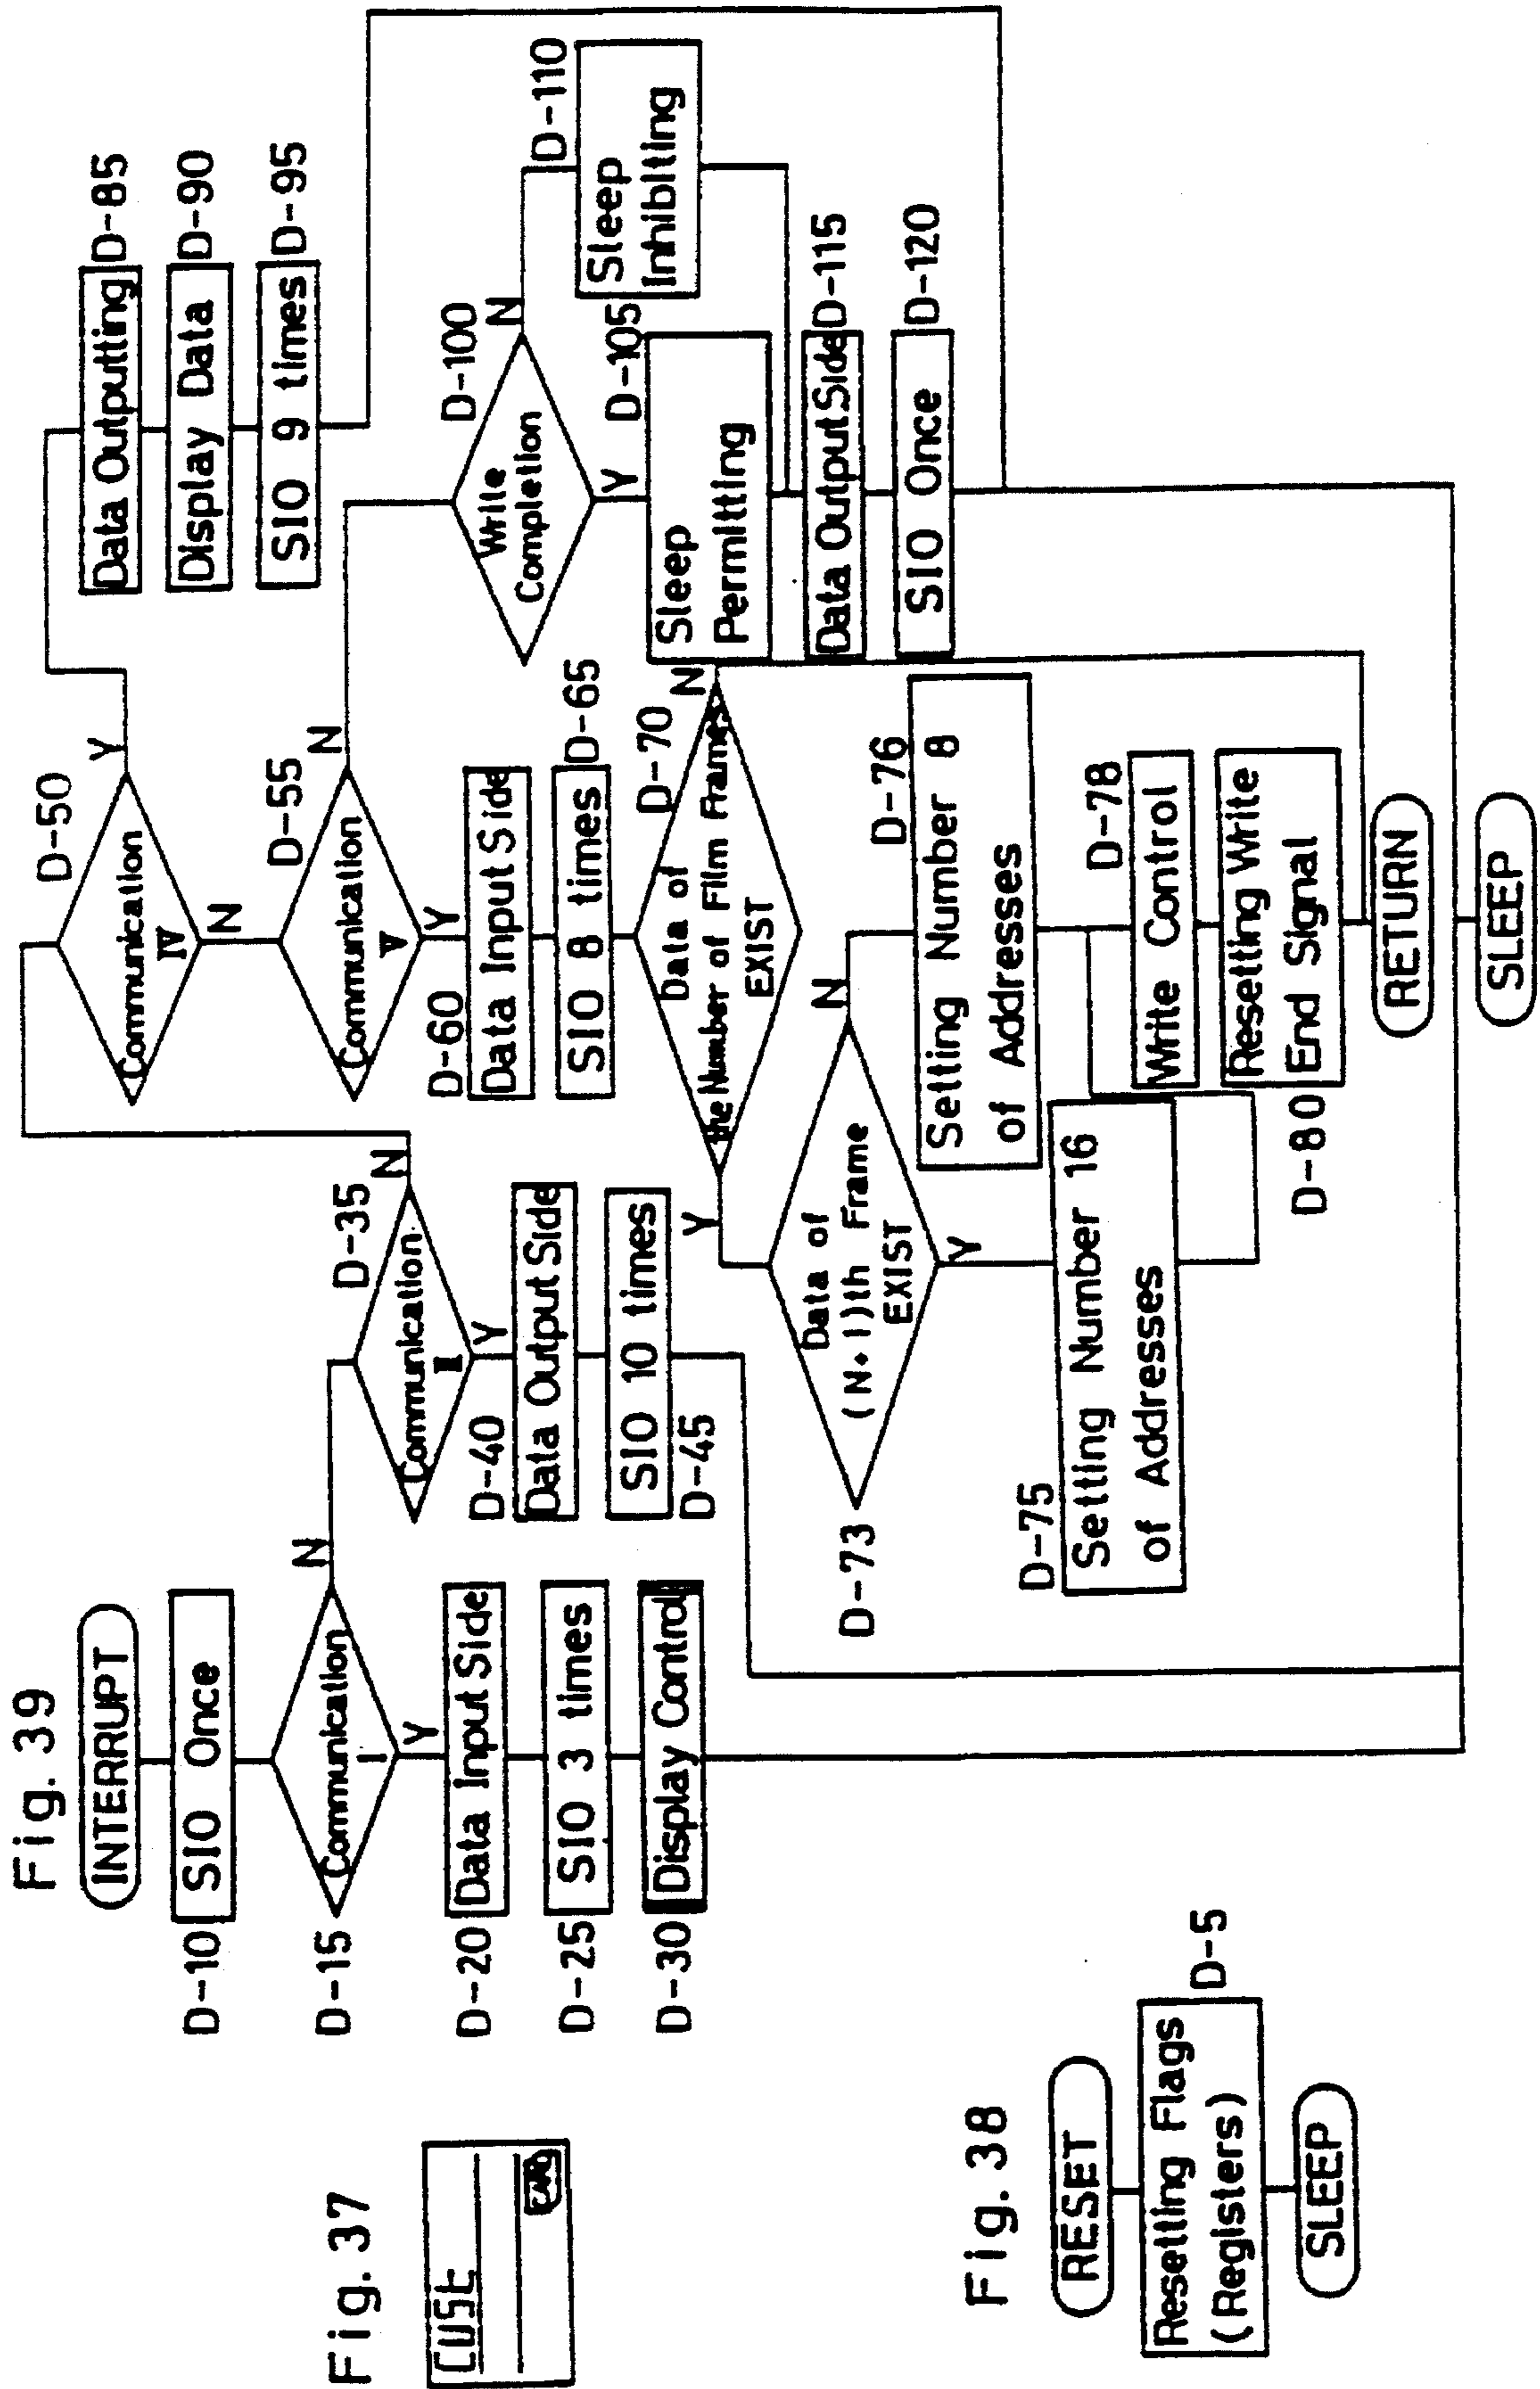 Fig. 39
INTERRUPT
D-10
SIO Once
D-15
Communication
I
N
Y
D-20
Data Input Side
D-25
SIO 3 times
D-30
Display Control
D-35
Communication
II
N
Y
D-40
Data Output Side
SIO 10 times
D-45
D-50
Communication
IV
Y
N
D-55
Communication
V
N
Y
D-60
Data Input Side
SIO 8 times
D-65
D-70
Data of
the Number of Film Frames
EXIST
N
Y
D-73
Data of
(N+1)th Frame
EXIST
N
Y
D-75
Setting Number 16
of Addresses
D-76
Setting Number 8
of Addresses
D-78
Write Control
Resetting Write
End Signal
D-80
RETURN
SLEEP
Data Outputting
D-85
Display Data
D-90
SIO 9 times
D-95
D-100
Write
Completion
N
Y
D-105
Sleep
Permitting
D-110
Sleep
Inhibiting
Data Output Side
D-115
SIO Once
D-120
Fig. 37
CUSt
CARD
Fig. 38
RESET
Resetting Flags
(Registers)
D-5
SLEEP